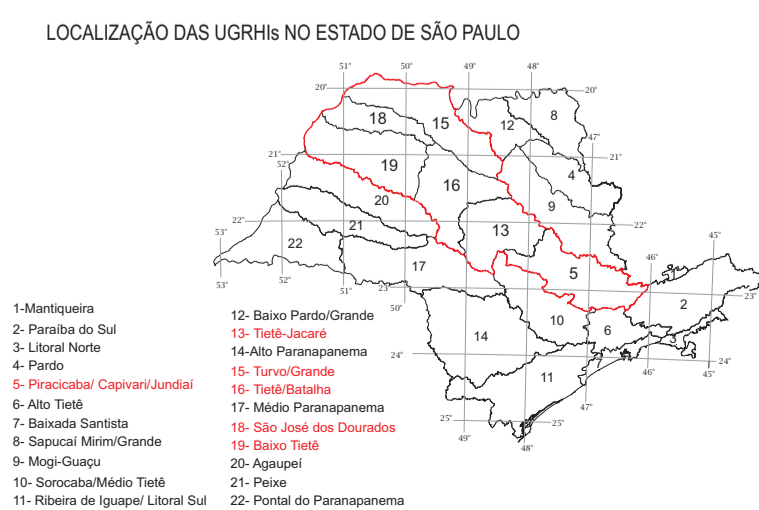 LOCALIZAÇÃO DAS UGRHIs NO ESTADO DE SÃO PAULO
51° 50° 49° 48°
20° 20°
18 15 12 8
47°
21° 21°
52°
19 16 4
20 9
22° 22°
53° 21 13 45°
22 46°
17 5
53° 52° 51° 23° 23°
50° 2
10 6
14 3
24° 7 24°
11 46° 45°
47°
25° 25°
49° 48°
1-Mantiqueira
2- Paraíba do Sul
3- Litoral Norte
4- Pardo
5- Piracicaba/ Capivari/Jundiaí
6- Alto Tietê
7- Baixada Santista
8- Sapucaí Mirim/Grande
9- Mogi-Guaçu
10- Sorocaba/Médio Tietê
11- Ribeira de Iguape/ Litoral Sul
12- Baixo Pardo/Grande
13- Tietê-Jacaré
14-Alto Paranapanema
15- Turvo/Grande
16- Tietê/Batalha
17- Médio Paranapanema
18- São José dos Dourados
19- Baixo Tietê
20- Agaupeí
21- Peixe
22- Pontal do Paranapanema